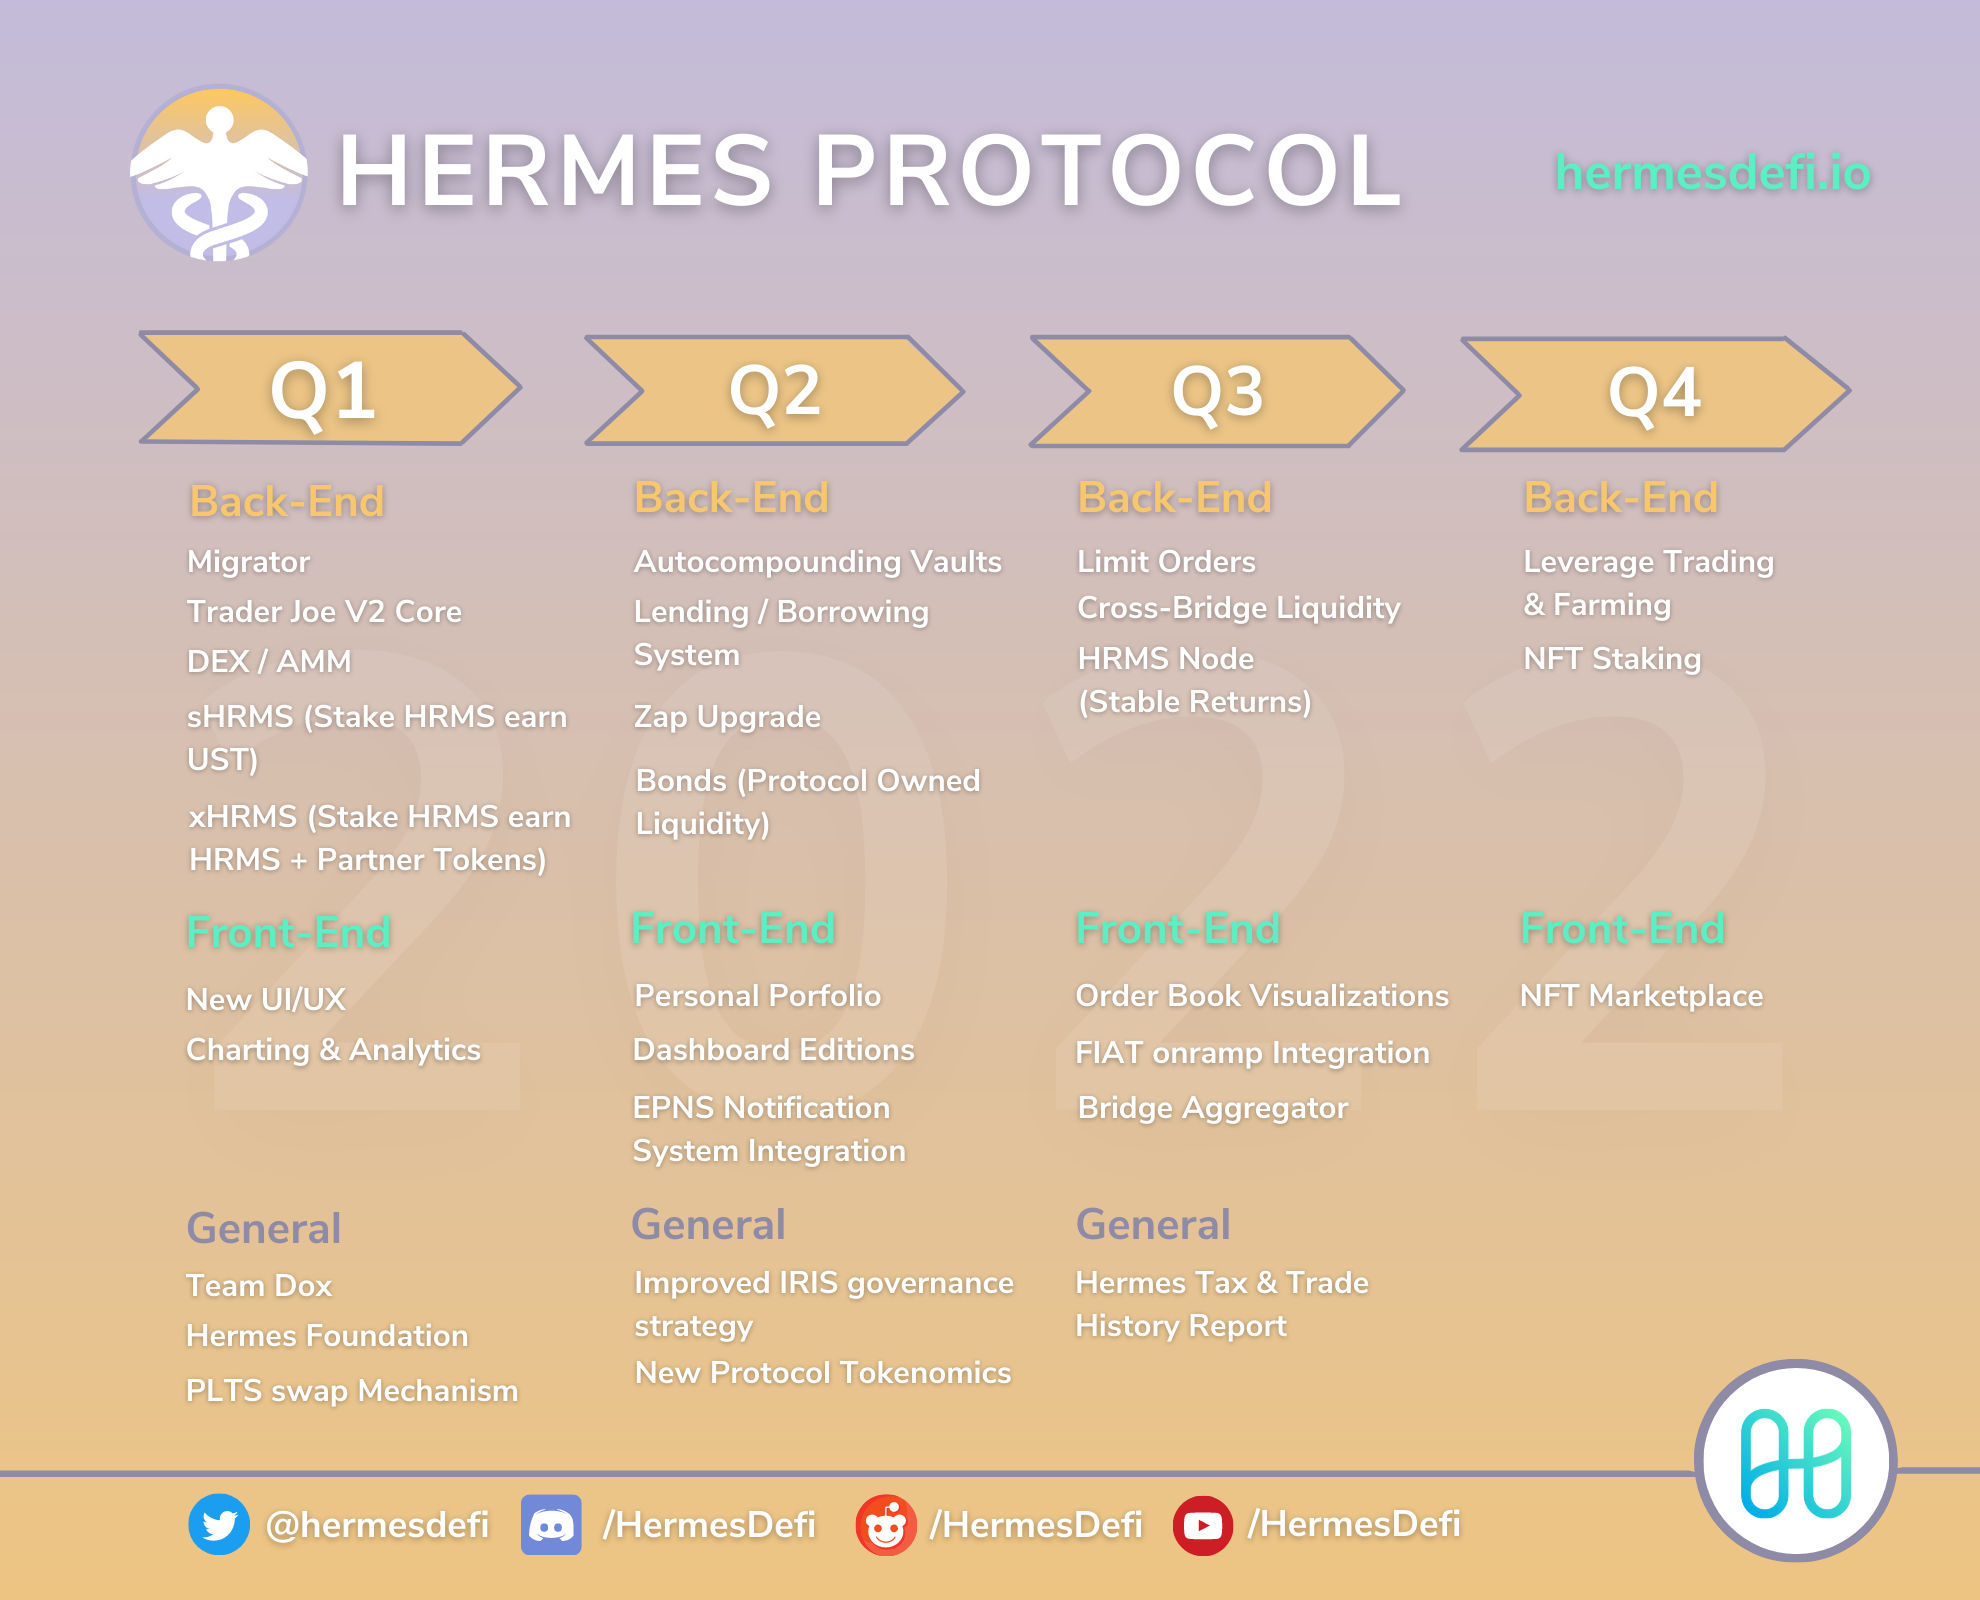 HERMES PROTOCOL
hermesdefi.io
Q1
Back-End
Migrator
Trader Joe V2 Core
DEX / AMM
sHRMS (Stake HRMS earn
UST)
xHRMS (Stake HRMS earn
HRMS + Partner Tokens)
Front-End
New UI/UX
Charting & Analytics
General
Team Dox
Hermes Foundation
PLTS swap Mechanism
Q2
Back-End
Autocompounding Vaults
Lending / Borrowing
System
Zap Upgrade
Bonds (Protocol Owned
Liquidity)
Front-End
Personal Porfolio
Dashboard Editions
EPNS Notification
System Integration
General
Improved IRIS governance
strategy
New Protocol Tokenomics
Q3
Back-End
Limit Orders
Cross-Bridge Liquidity
HRMS Node
(Stable Returns)
Front-End
Order Book Visualizations
FIAT onramp Integration
Bridge Aggregator
General
Hermes Tax & Trade
History Report
Q4
Back-End
Leverage Trading
& Farming
NFT Staking
Front-End
NFT Marketplace
2022
@hermesdefi
/HermesDefi
/HermesDefi
/HermesDefi